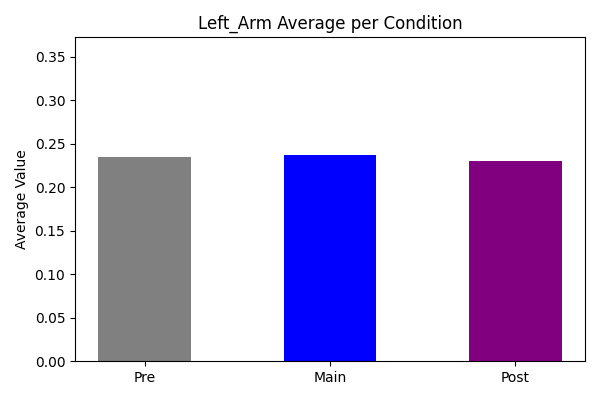 Left_Arm Average per Condition
Average Value
0.35
0.30
0.25
0.20
0.15
0.10
0.05
0.00
Pre
Main
Post